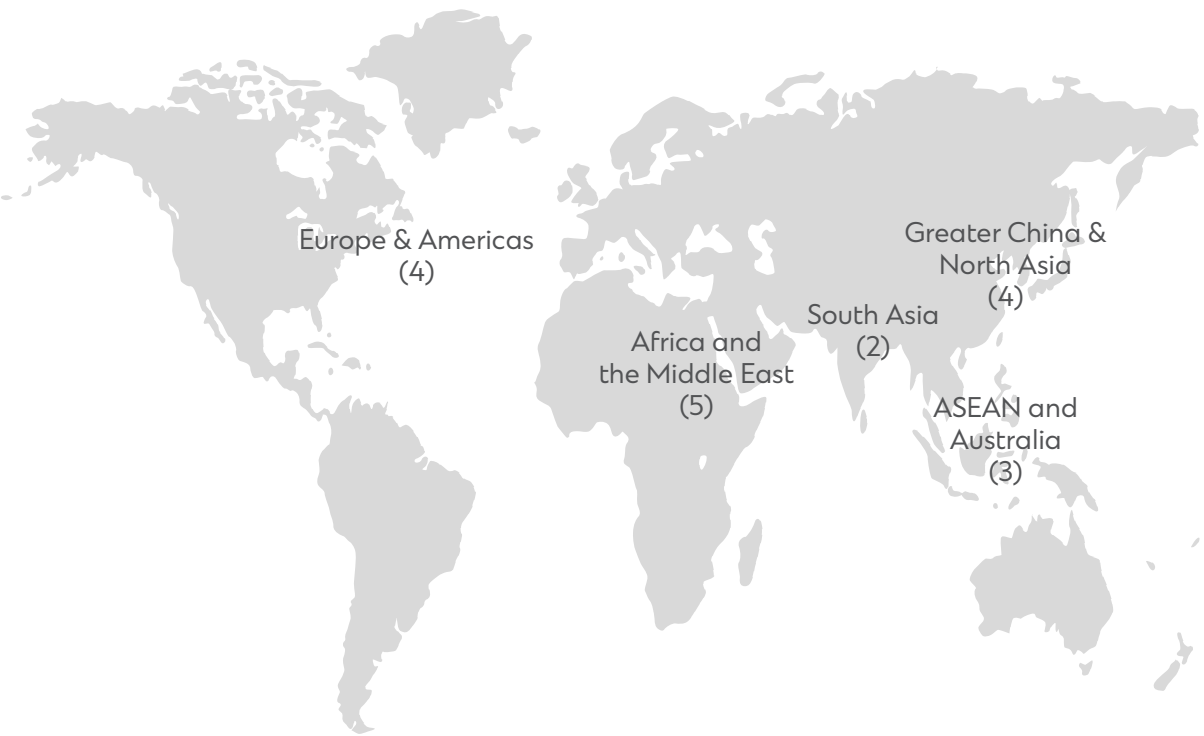 Europe & Americas
(4)
Greater China &
North Asia
(4)
South Asia
(2)
Africa and
the Middle East
(5)
ASEAN and
Australia
(3)